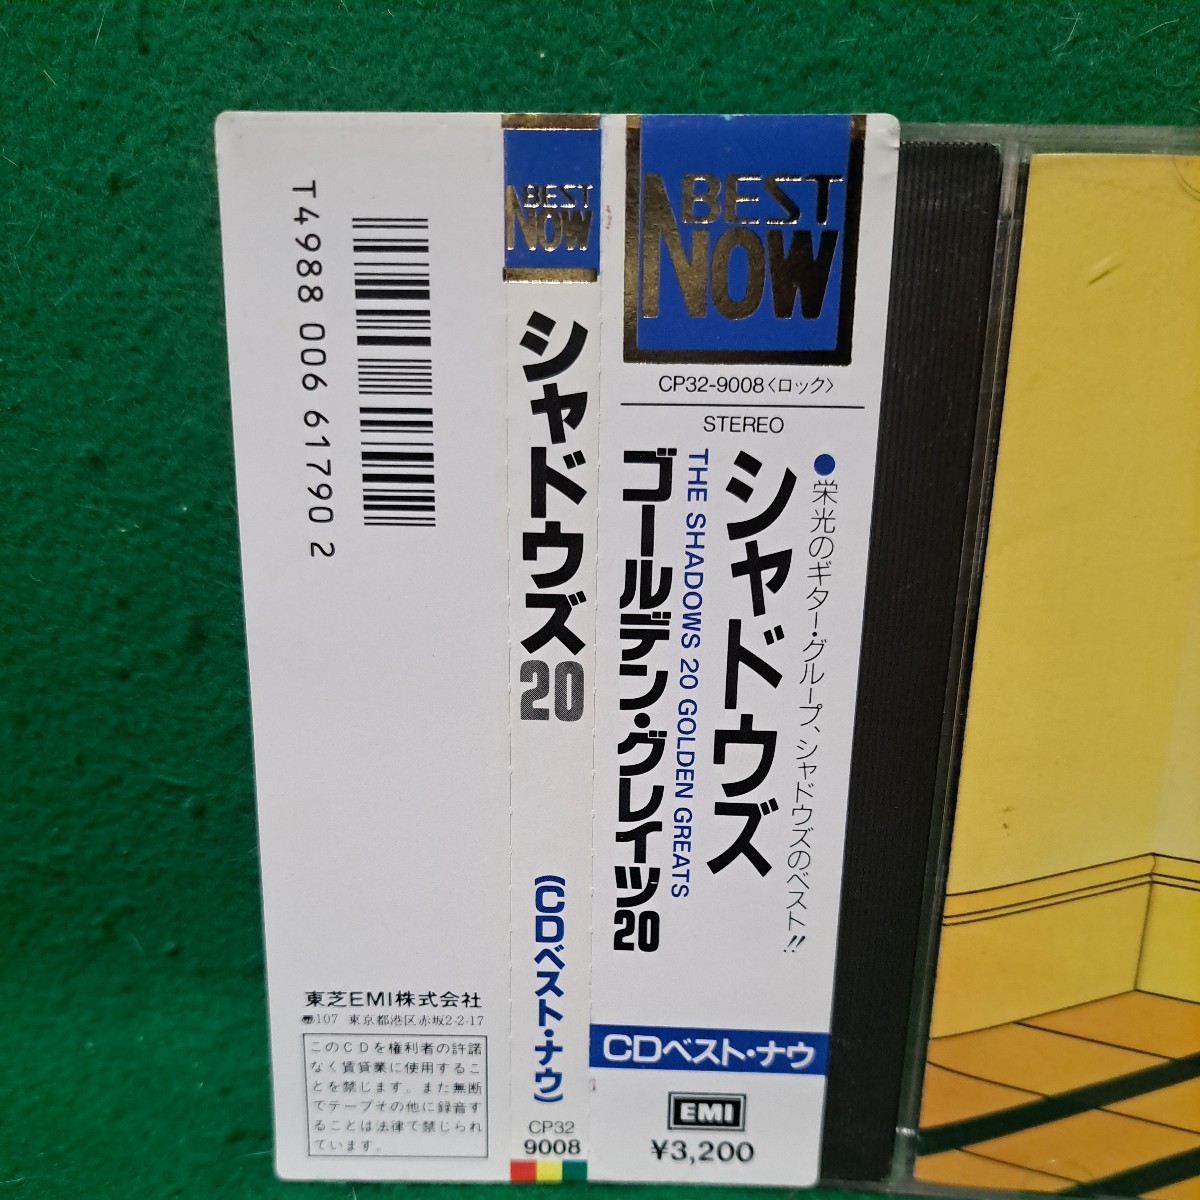 T4988 006 61790 2
東芝EMI株式会社
〠107 東京都港区赤坂2-2-17
このCDを権利者の許諾
なく賃貸業に使用するこ
とを禁じます。また無断
でテープその他に録音す
ることは法律で禁じられ
ています。
BEST
NOW
シャドウズ20
(CDベスト・ナウ)
CP32
9008
BEST
NOW
CP32-9008〈ロック〉
STEREO
●栄光のギター・グループ、シャドウズのベスト!!
シャドウズ
THE SHADOWS 20 GOLDEN GREATS
ゴールデン・グレイツ20
CDベスト・ナウ
EMI
¥3,200